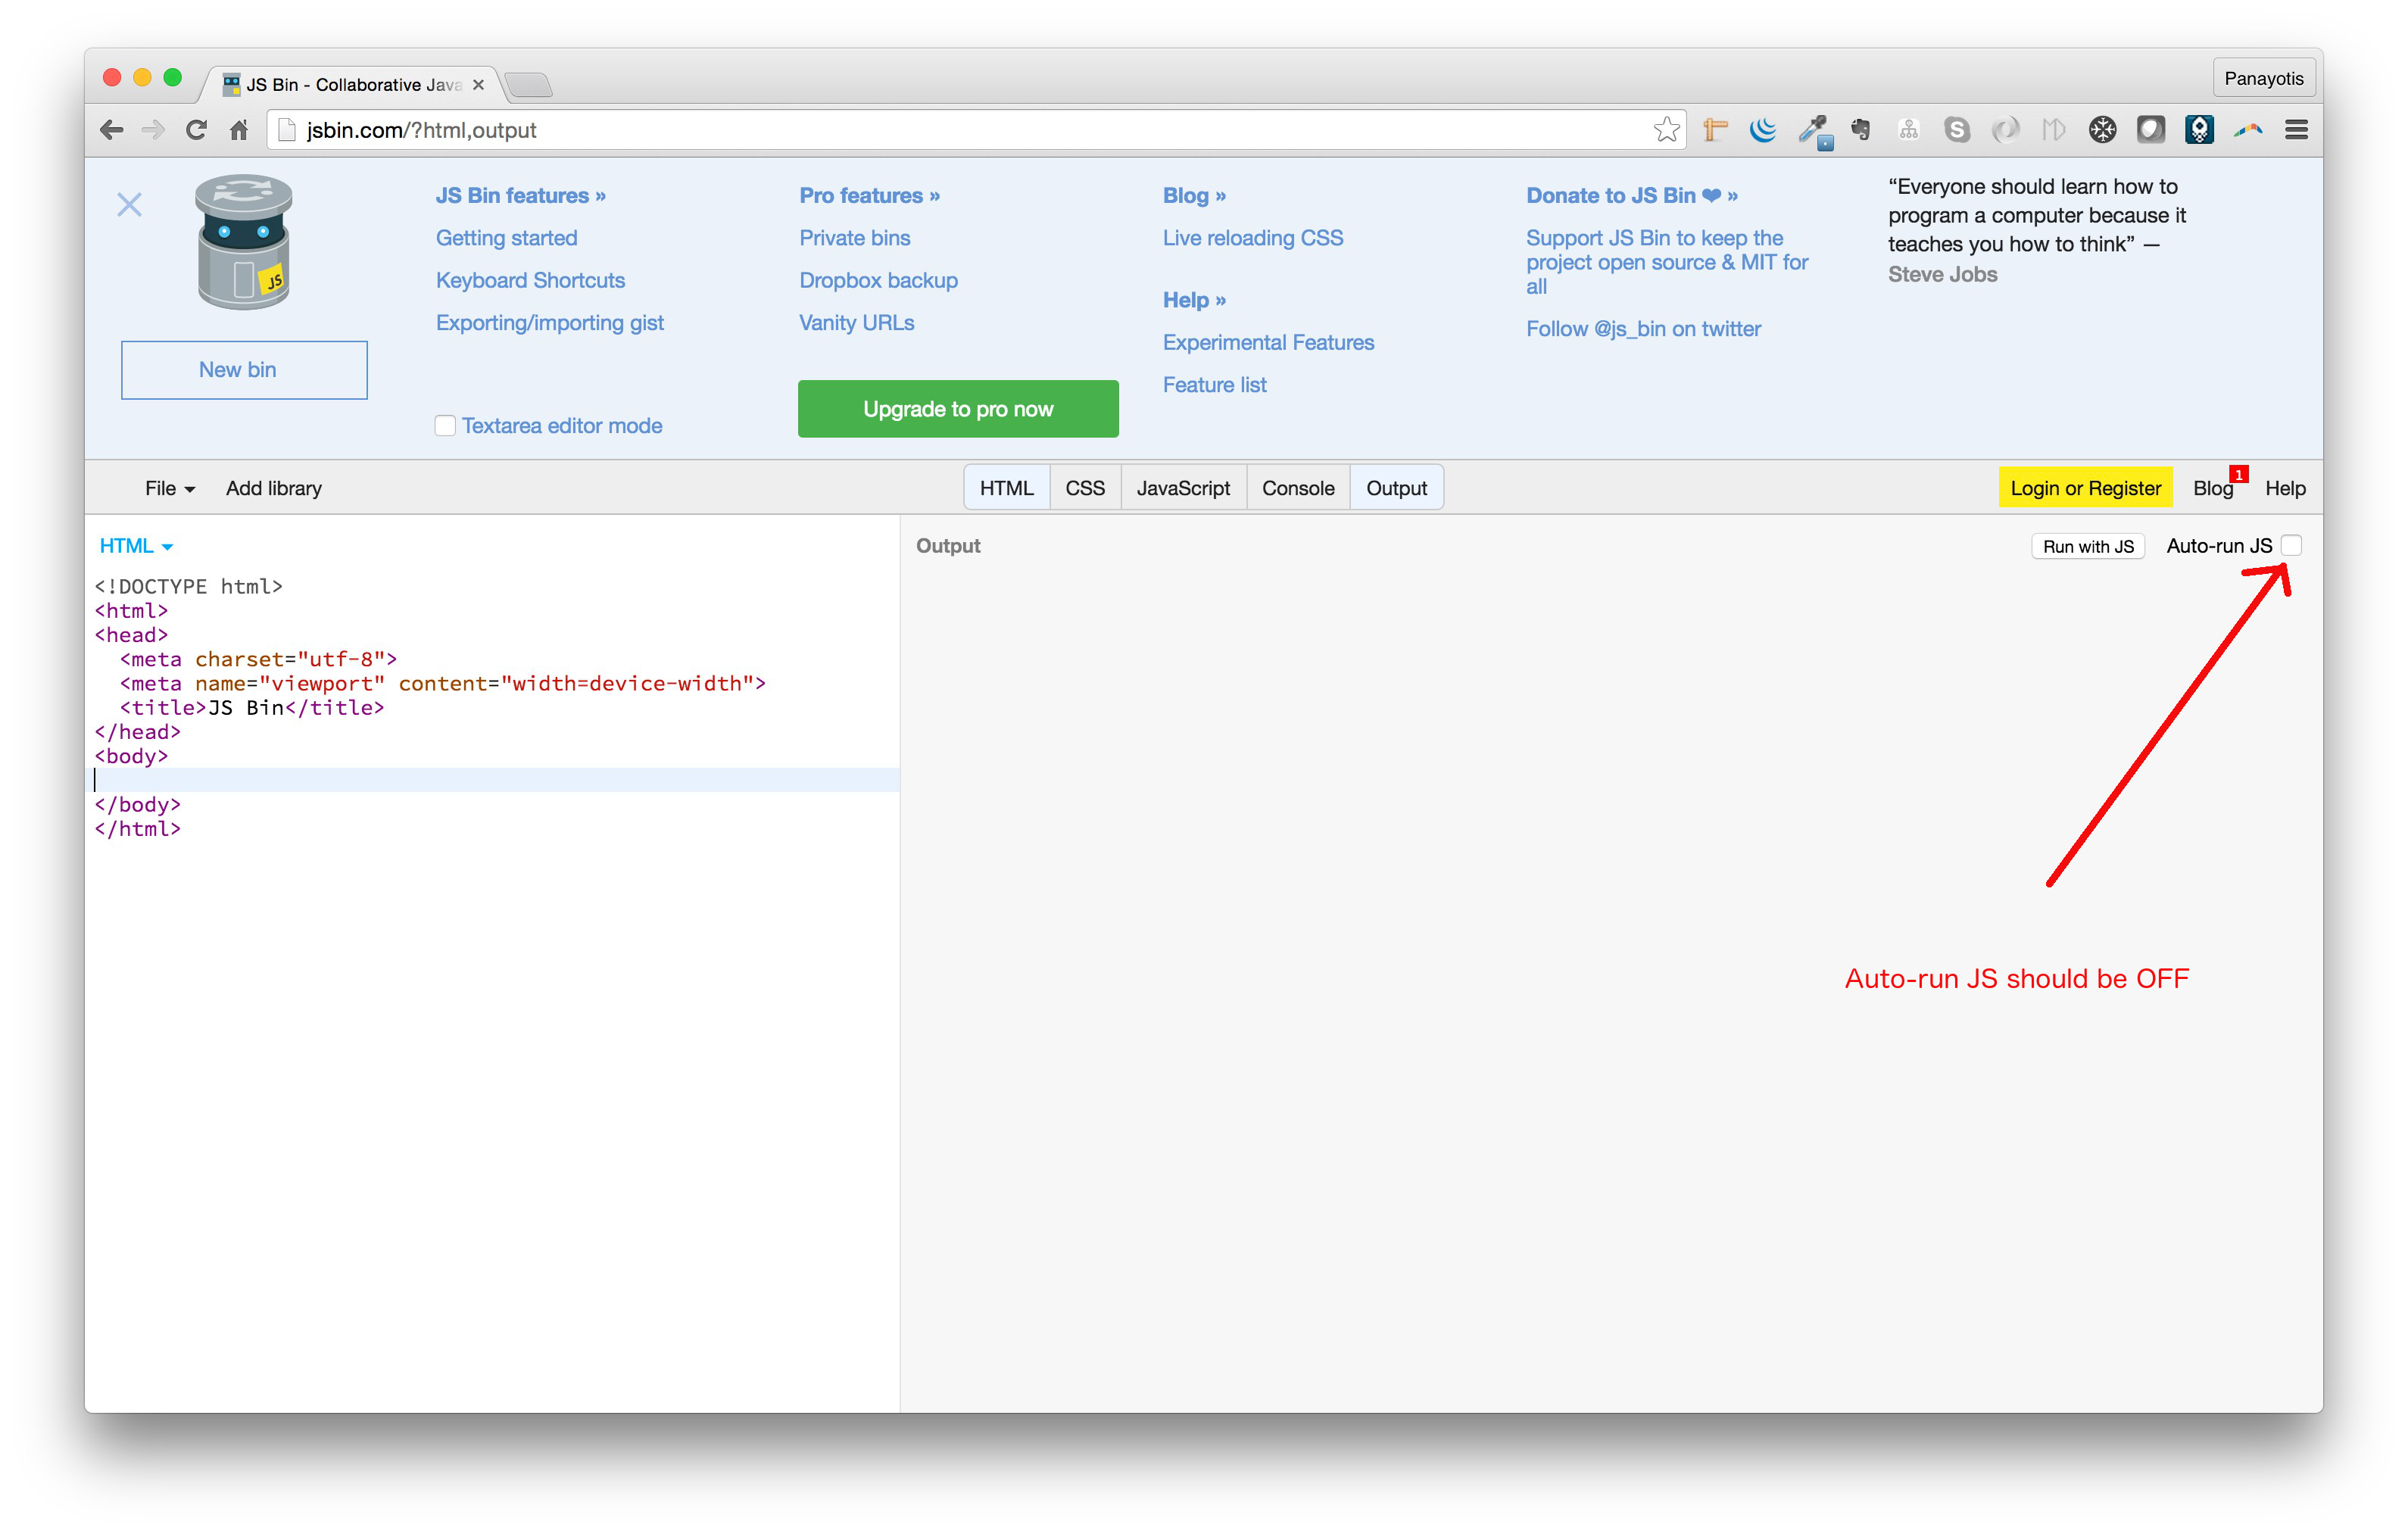 JS Bin - Collaborative Java
Panayotis
jsbin.com/?html,output
JS Bin features »
Getting started
Keyboard Shortcuts
Exporting/importing gist
Textarea editor mode
JS
New bin
Pro features »
Private bins
Dropbox backup
Vanity URLs
Upgrade to pro now
Blog »
Live reloading CSS
Help »
Experimental Features
Feature list
Donate to JS Bin ❤ »
Support JS Bin to keep the
project open source & MIT for
all
Follow @js_bin on twitter
“Everyone should learn how to
program a computer because it
teaches you how to think” —
Steve Jobs
File Add library HTML CSS JavaScript Console Output Login or Register Blog 1 Help
HTML
<!DOCTYPE html>
<html>
<head>
  <meta charset="utf-8">
  <meta name="viewport" content="width=device-width">
  <title>JS Bin</title>
</head>
<body>
</body>
</html>
Output Run with JS Auto-run JS
Auto-run JS should be OFF